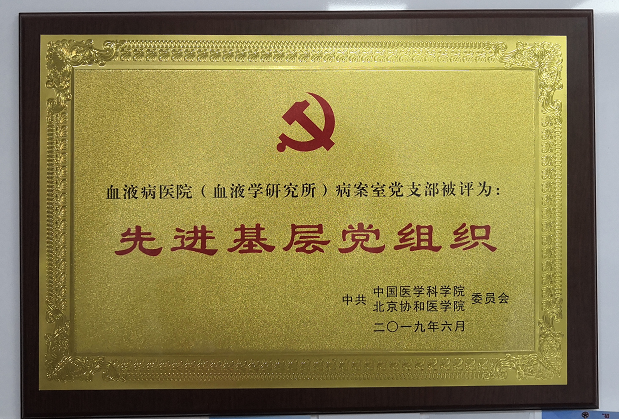 血液病医院（血液学研究所）病案室党支部被评为：
先进基层党组织
中共 中国医学科学院 北京协和医学院 委员会
二〇一九年六月